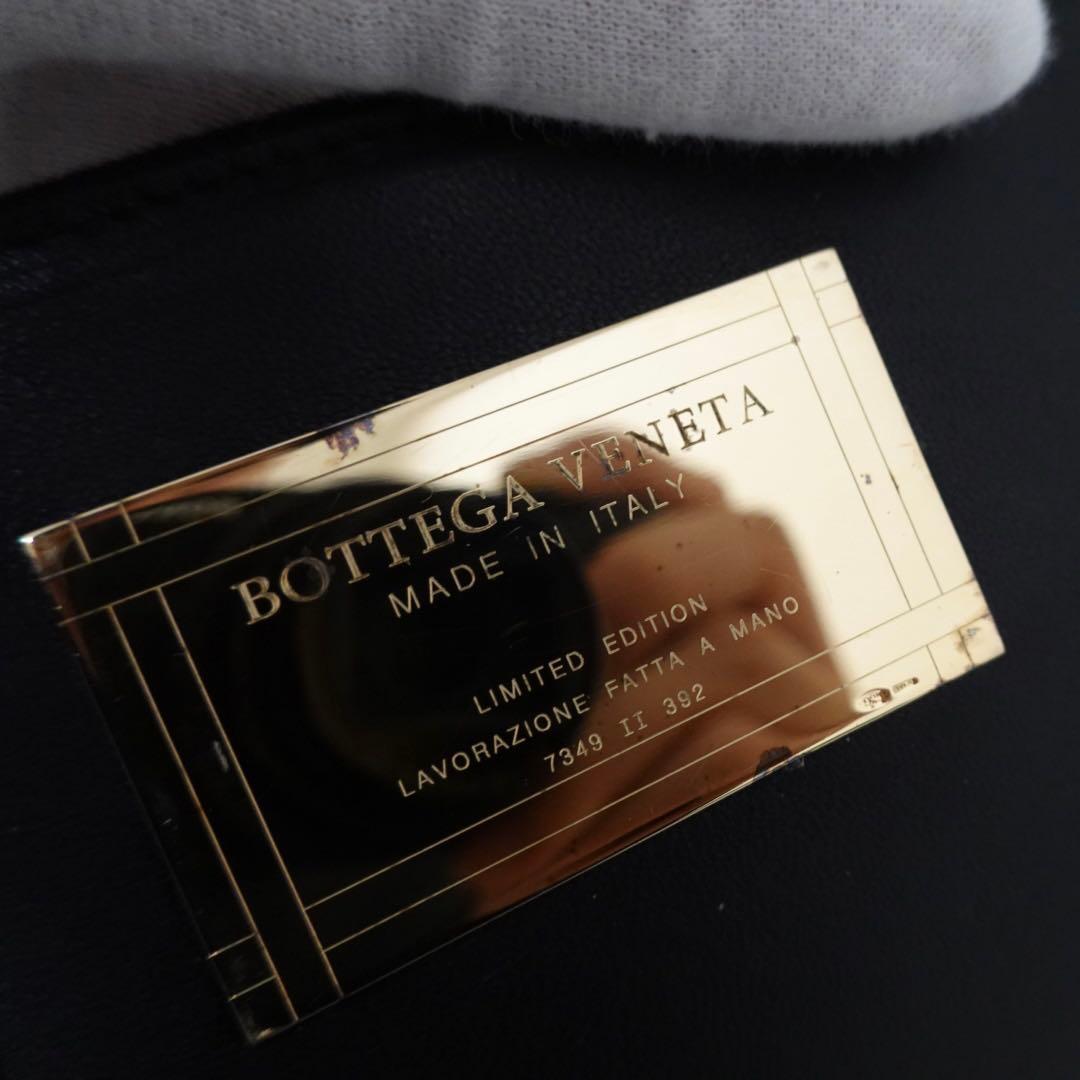 BOTTEGA VENETA
MADE IN ITALY
LIMITED EDITION
LAVORAZIONE FATTA A MANO
7349 II 392